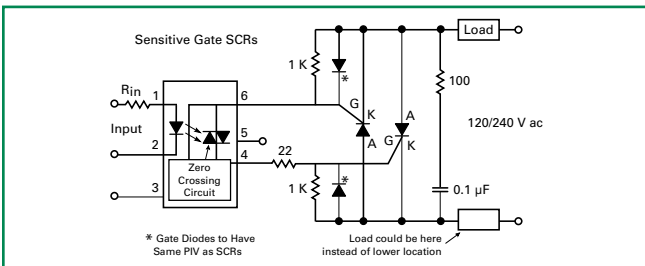 Sensitive Gate SCRs
Load
1 K
*
100
Rin
1
6
G
K
A
A
G
K
120/240 V ac
Input
5
2
4
22
Zero
Crossing
Circuit
1 K
*
0.1 µF
3
* Gate Diodes to Have
Same PIV as SCRs
Load could be here
instead of lower location